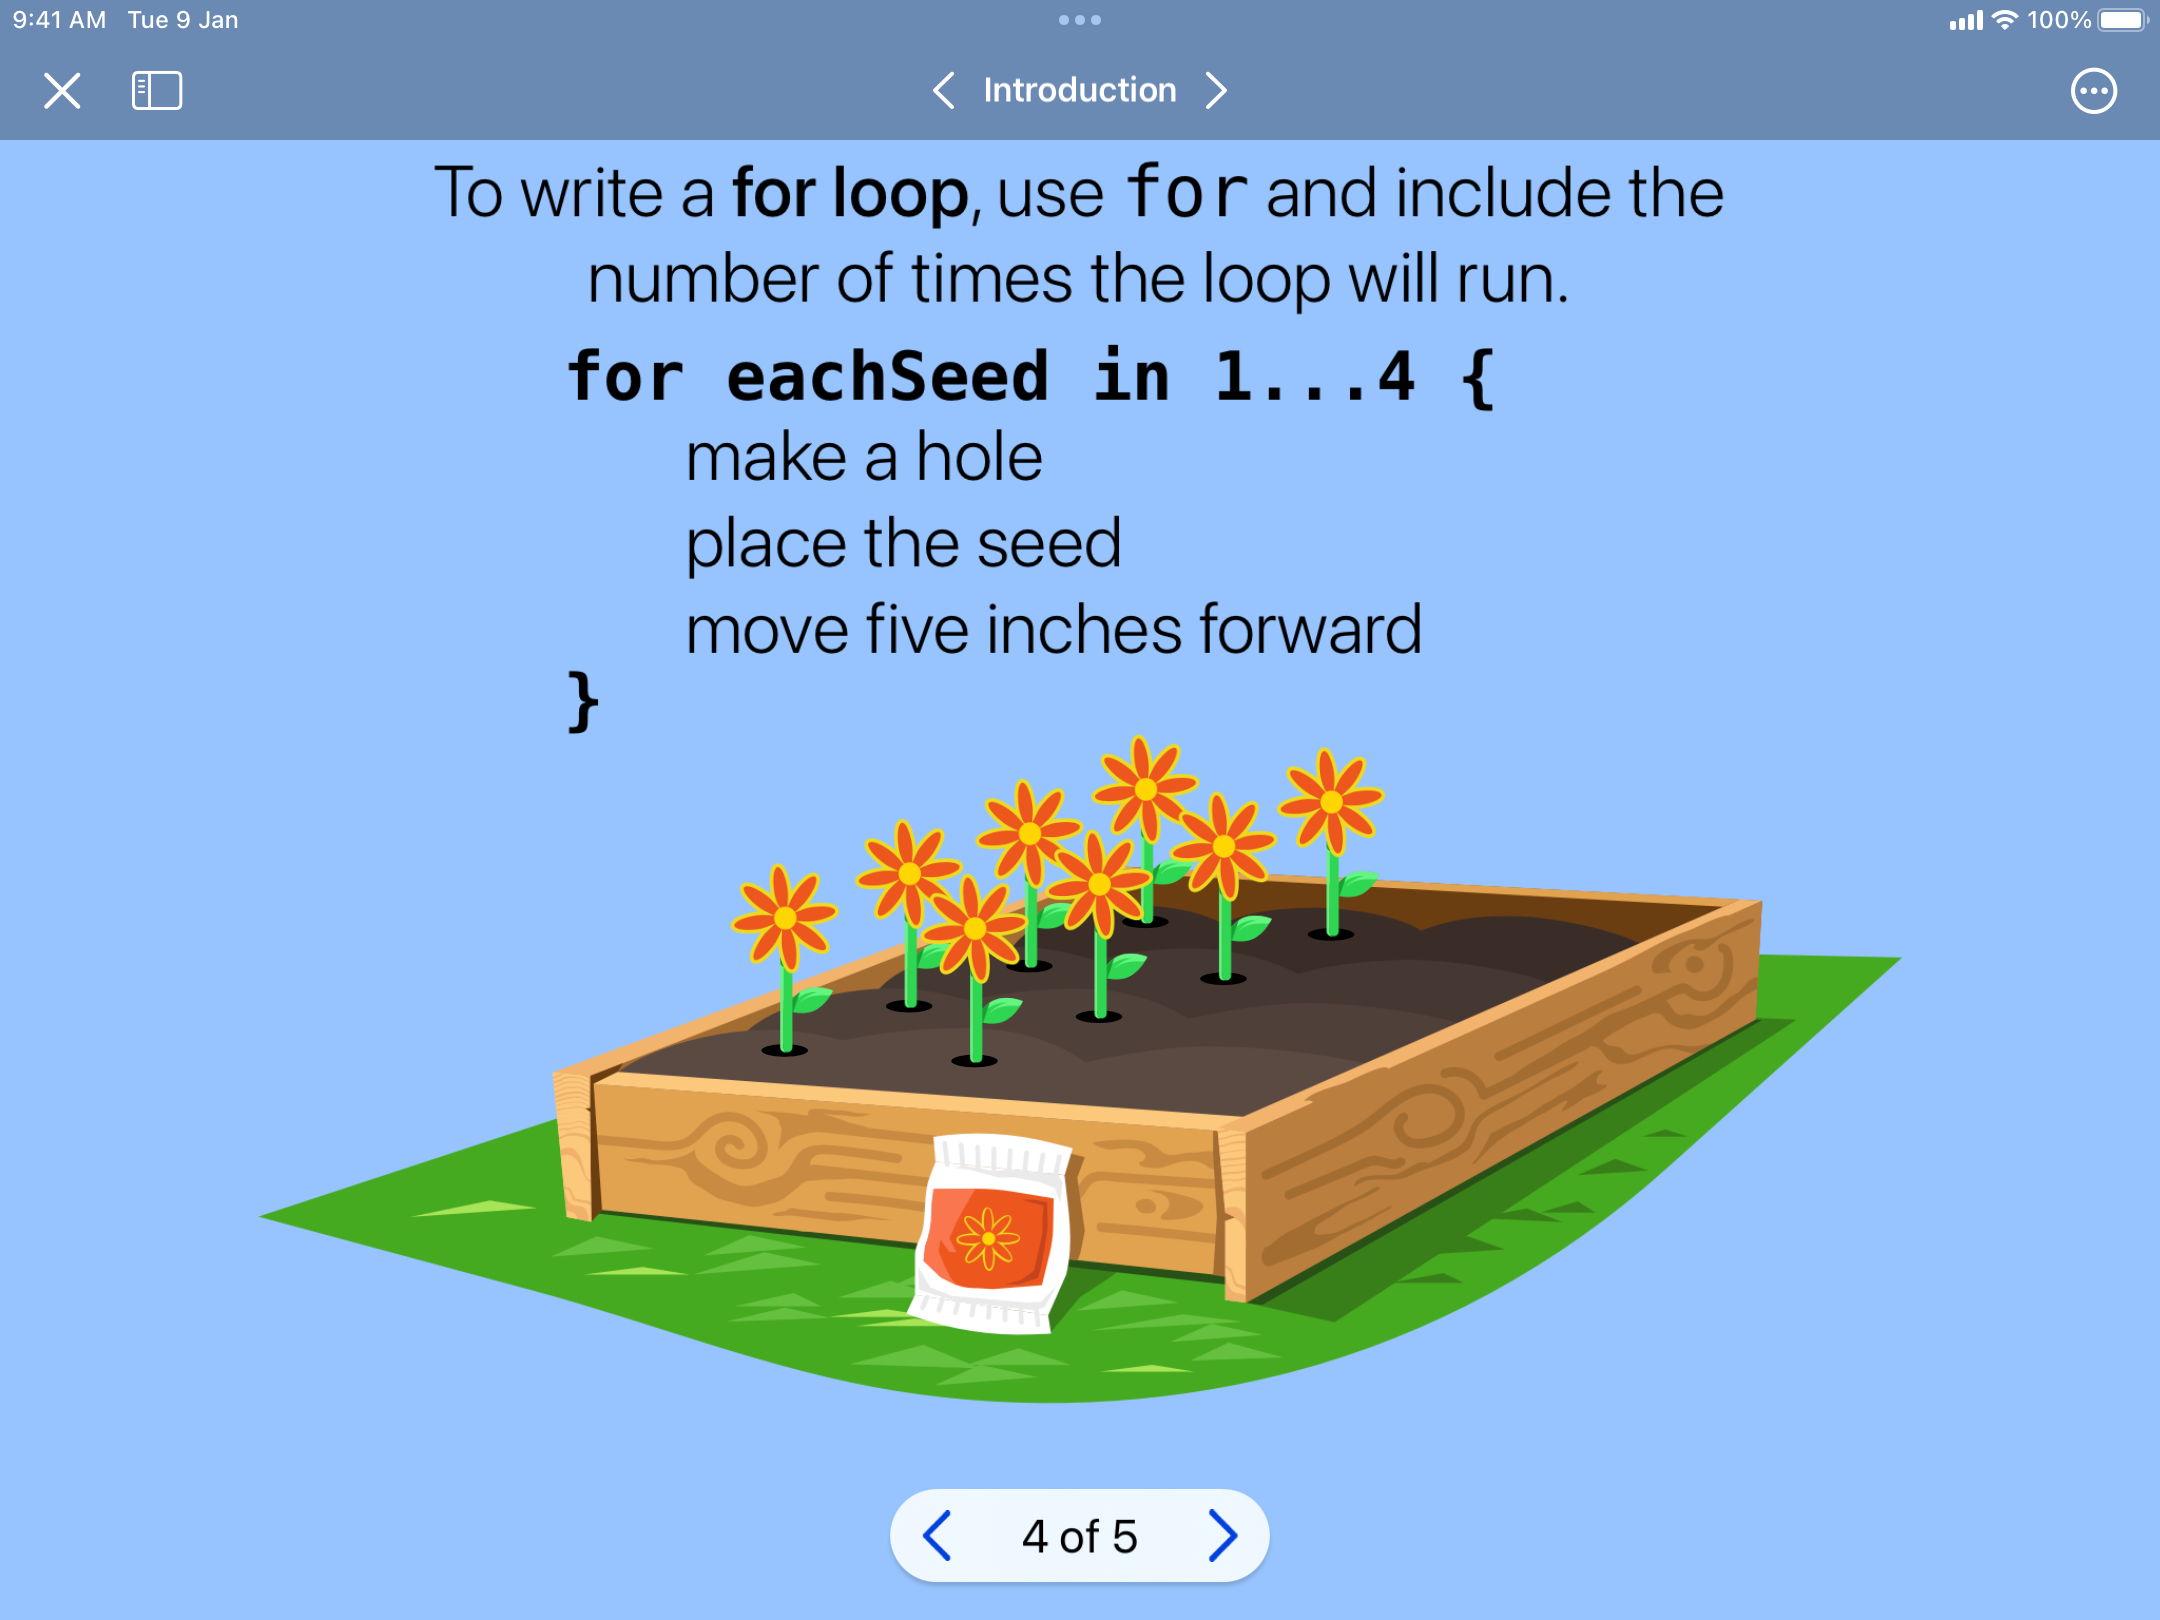 9:41 AM Tue 9 Jan
100%
Introduction
To write a for loop, use for and include the
number of times the loop will run.
for eachSeed in 1...4 {
make a hole
place the seed
move five inches forward
}
4 of 5